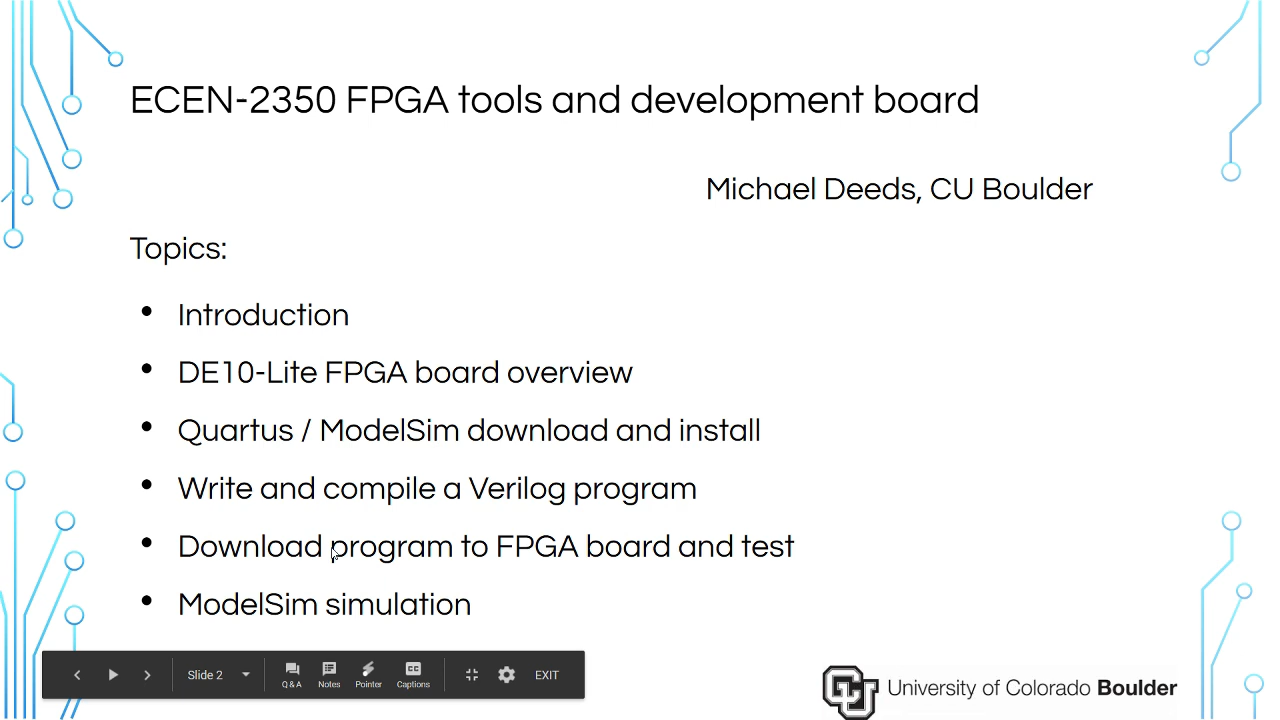 ECEN-2350 FPGA tools and development board
Michael Deeds, CU Boulder
Topics:
• Introduction
• DE10-Lite FPGA board overview
• Quartus / ModelSim download and install
• Write and compile a Verilog program
• Download program to FPGA board and test
• ModelSim simulation
Slide 2 Q & A Notes Pointer CC Captions EXIT
CU University of Colorado Boulder